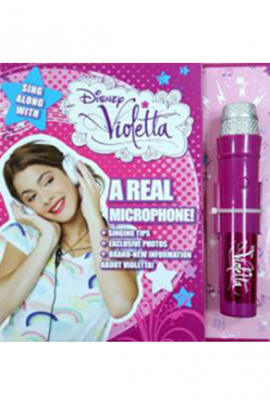 SING
ALONG
WITH
Disney
Violetta
A REAL
MICROPHONE!
+ SINGING TIPS
+ EXCLUSIVE PHOTOS
+ BRAND-NEW INFORMATION
ABOUT VIOLETTA!
Violetta